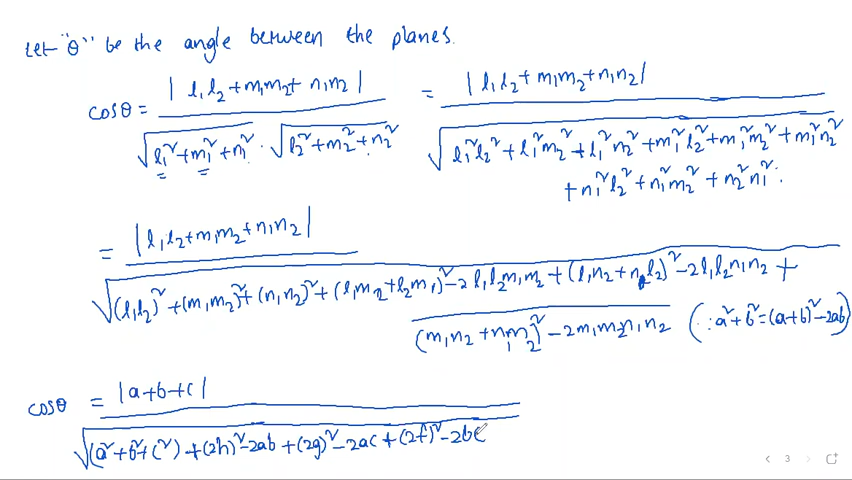 Let "θ" be the angle between the planes.
cosθ = |l₁l₂+m₁m₂+n₁n₂| / √(l₁²+m₁²+n₁²) · √(l₂²+m₂²+n₂²) = |l₁l₂+m₁m₂+n₁n₂| / √(l₁²l₂²+l₁²m₂²+l₁²n₂²+m₁²l₂²+m₁²m₂²+m₁²n₂²
+n₁²l₂²+n₁²m₂²+n₂²n₁²)
= |l₁l₂+m₁m₂+n₁n₂| / √((l₁l₂)²+(m₁m₂)²+(n₁n₂)²+(l₁m₂+l₂m₁)²-2l₁l₂m₁m₂+(l₁n₂+n₁l₂)²-2l₁l₂n₁n₂+
(m₁n₂+n₁m₂)²-2m₁m₂n₁n₂) (∵a²+b²=(a+b)²-2ab)
cosθ = |a+b+c| / √((a²+b²+c²)+(2h)²-2ab+(2g)²-2ac+(2f)²-2bc
< 3 >